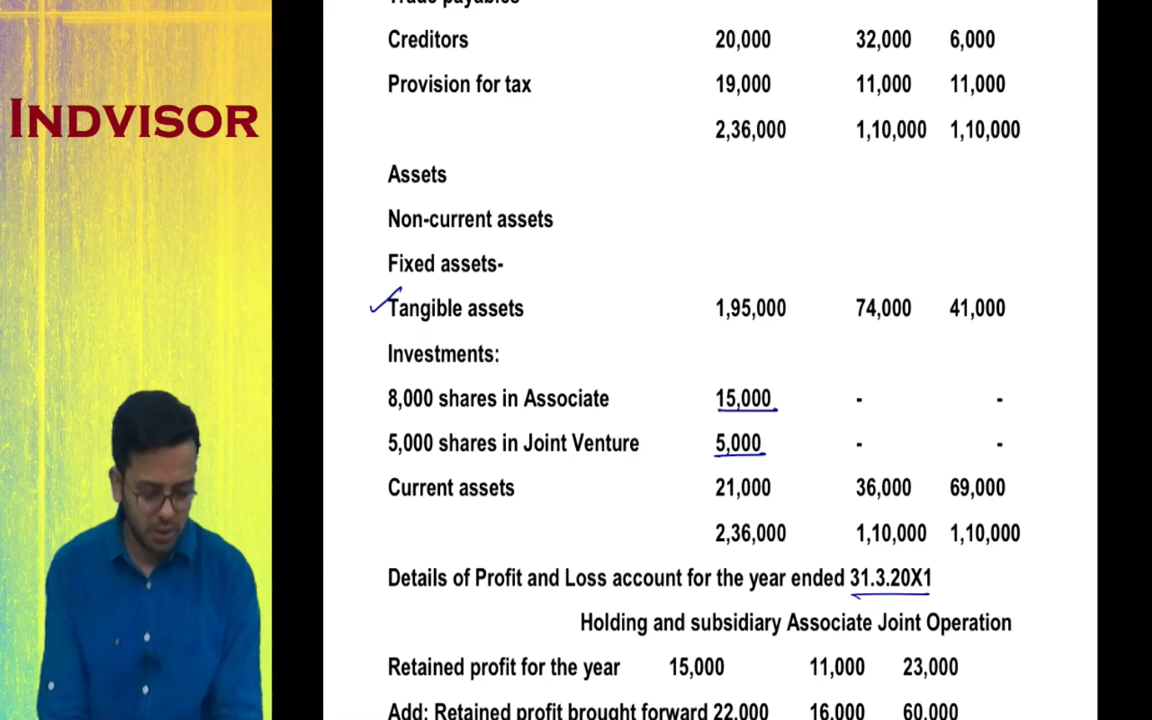 Trade payables
Creditors 20,000 32,000 6,000
INDVISOR
Provision for tax 19,000 11,000 11,000
2,36,000 1,10,000 1,10,000
Assets
Non-current assets
Fixed assets-
Tangible assets 1,95,000 74,000 41,000
Investments:
8,000 shares in Associate 15,000 - -
5,000 shares in Joint Venture 5,000 - -
Current assets 21,000 36,000 69,000
2,36,000 1,10,000 1,10,000
Details of Profit and Loss account for the year ended 31.3.20X1
Holding and subsidiary Associate Joint Operation
Retained profit for the year 15,000 11,000 23,000
Add: Retained profit brought forward 22,000 16,000 60,000